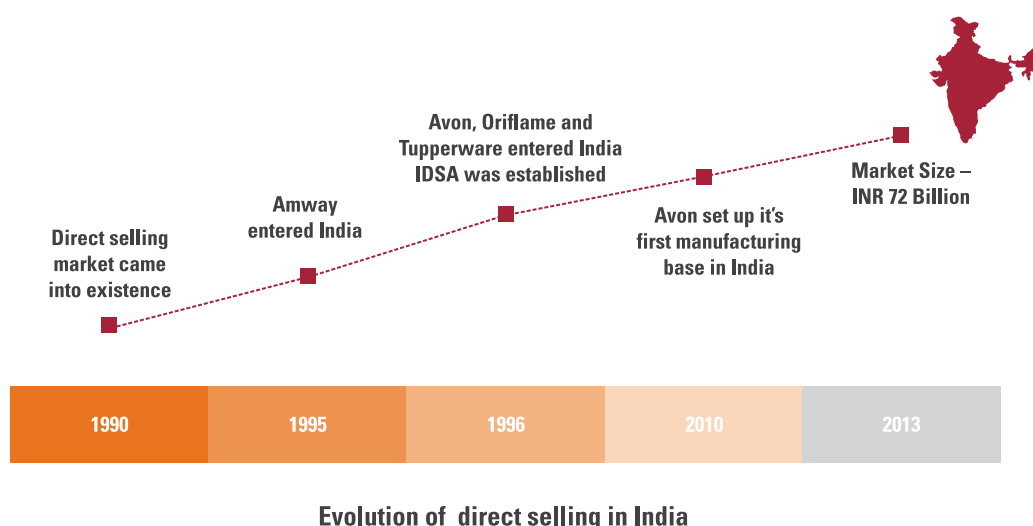 Direct selling
market came
into existence
Amway
entered India
Avon, Oriflame and
Tupperware entered India
IDSA was established
Avon set up it's
first manufacturing
base in India
Market Size –
INR 72 Billion
1990
1995
1996
2010
2013
Evolution of direct selling in India